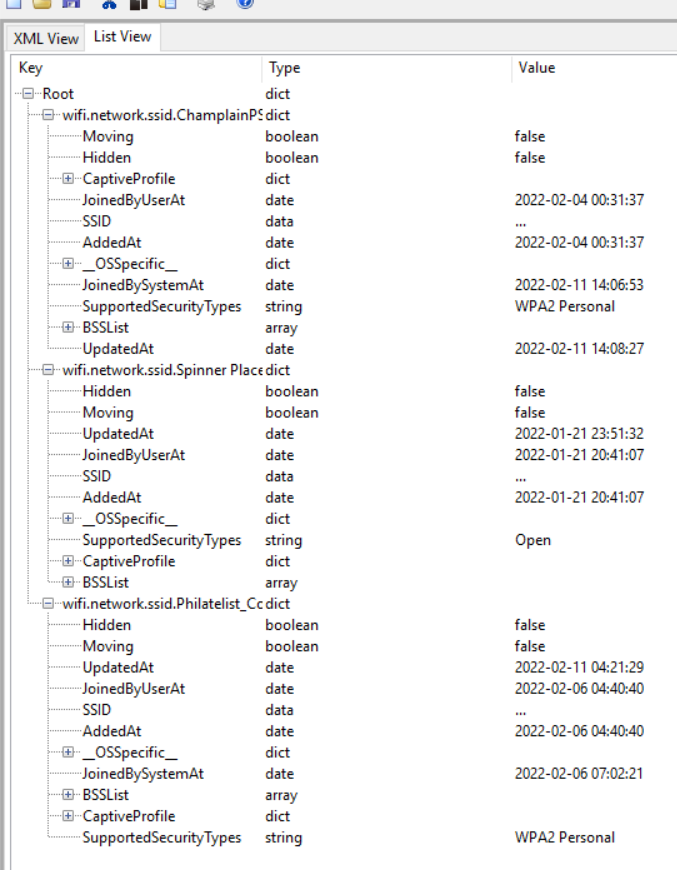 XML View List View
Key Type Value
Root dict
wifi.network.ssid.ChamplainPS dict
Moving boolean false
Hidden boolean false
CaptiveProfile dict
JoinedByUserAt date 2022-02-04 00:31:37
SSID data ...
AddedAt date 2022-02-04 00:31:37
__OSSpecific__ dict
JoinedBySystemAt date 2022-02-11 14:06:53
SupportedSecurityTypes string WPA2 Personal
BSSList array
UpdatedAt date 2022-02-11 14:08:27
wifi.network.ssid.Spinner Place dict
Hidden boolean false
Moving boolean false
UpdatedAt date 2022-01-21 23:51:32
JoinedByUserAt date 2022-01-21 20:41:07
SSID data ...
AddedAt date 2022-01-21 20:41:07
__OSSpecific__ dict
SupportedSecurityTypes string Open
CaptiveProfile dict
BSSList array
wifi.network.ssid.Philatelist_Cc dict
Hidden boolean false
Moving boolean false
UpdatedAt date 2022-02-11 04:21:29
JoinedByUserAt date 2022-02-06 04:40:40
SSID data ...
AddedAt date 2022-02-06 04:40:40
__OSSpecific__ dict
JoinedBySystemAt date 2022-02-06 07:02:21
BSSList array
CaptiveProfile dict
SupportedSecurityTypes string WPA2 Personal